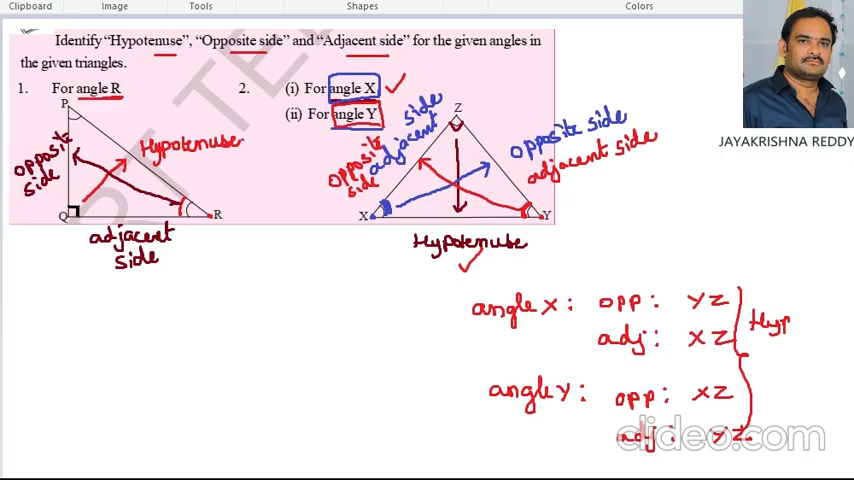 Clipboard Image Tools Shapes Colors
Identify "Hypotenuse", "Opposite side" and "Adjacent side" for the given angles in
the given triangles.
1. For angle R
2. (i) For angle X
(ii) For angle Y
P
Q
R
opposite
side
Hypotenuse
adjacent
side
Z
X
Y
opposite
side
adjacent
side
opposite side
adjacent side
Hypotenuse
JAYAKRISHNA REDDY
angle X : opp : YZ
adj : XZ
Hyp
angle Y : opp : XZ
adj : YZ
dideo.com